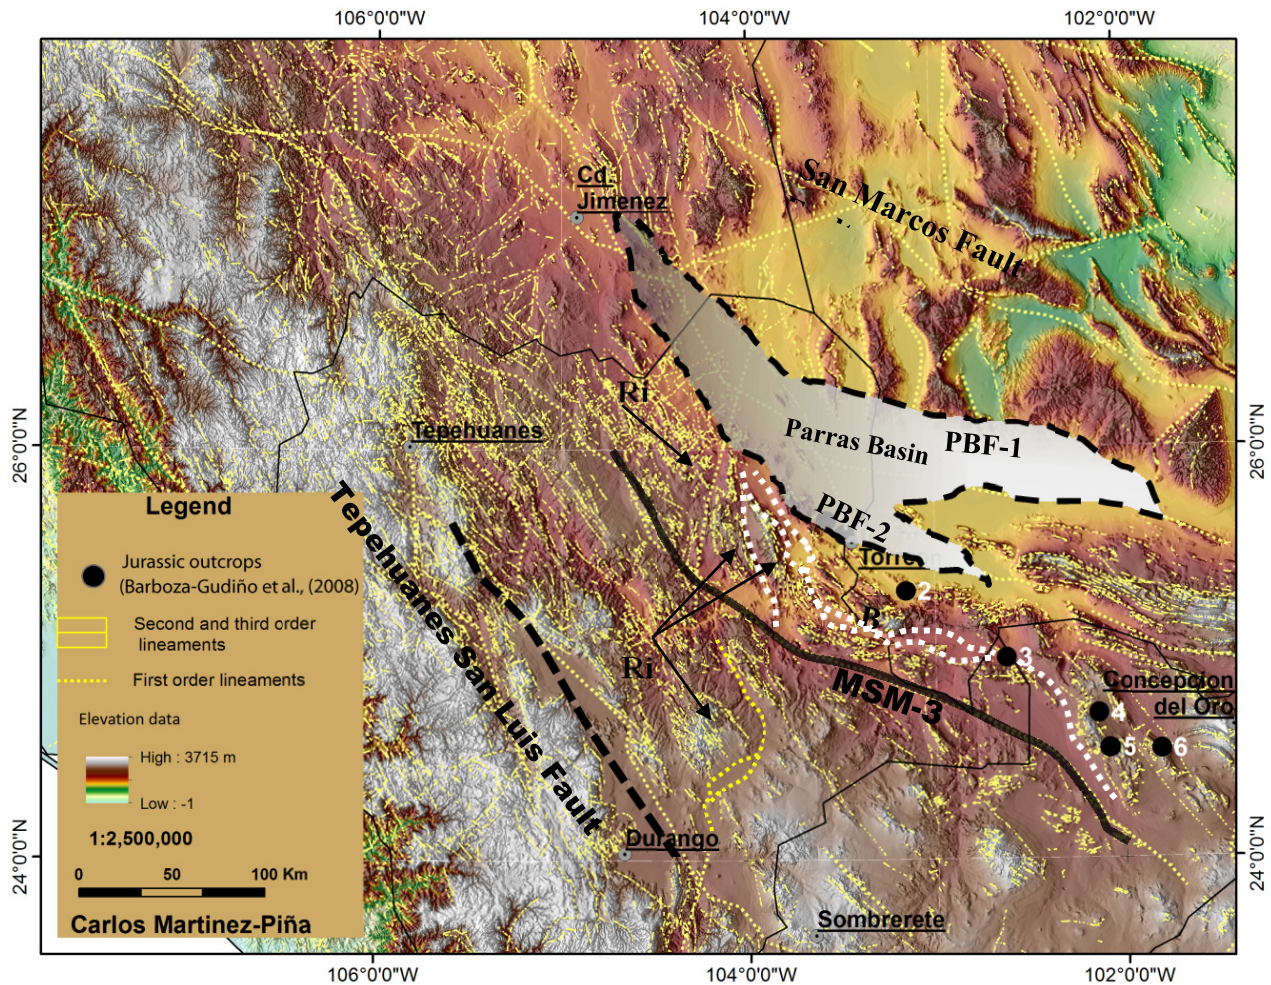 106°0'0"W
104°0'0"W
102°0'0"W
Cd.
Jimenez
San Marcos Fault
Ri
26°0'0"N
26°0'0"N
Tepehuanes
Parras Basin
PBF-1
PBF-2
Torreon
Legend
Jurassic outcrops
(Barboza-Gudiño et al., (2008)
Second and third order
lineaments
First order lineaments
Elevation data
High : 3715 m
Low : -1
1:2,500,000
0 50 100 Km
Carlos Martinez-Piña
Tepehuanes San Luis Fault
2
B
3
Ri
MSM-3
Concepcion
del Oro
4
5
6
Durango
24°0'0"N
24°0'0"N
Sombrerete
106°0'0"W
104°0'0"W
102°0'0"W